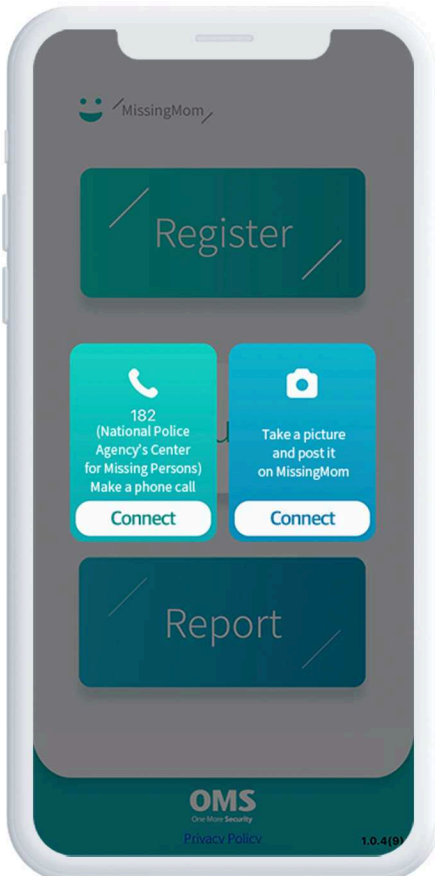 MissingMom
Register
182
(National Police
Agency's Center
for Missing Persons)
Make a phone call
Connect
Take a picture
and post it
on MissingMom
Connect
Report
OMS
One More Security
Privacy Policy
1.0.4(9)